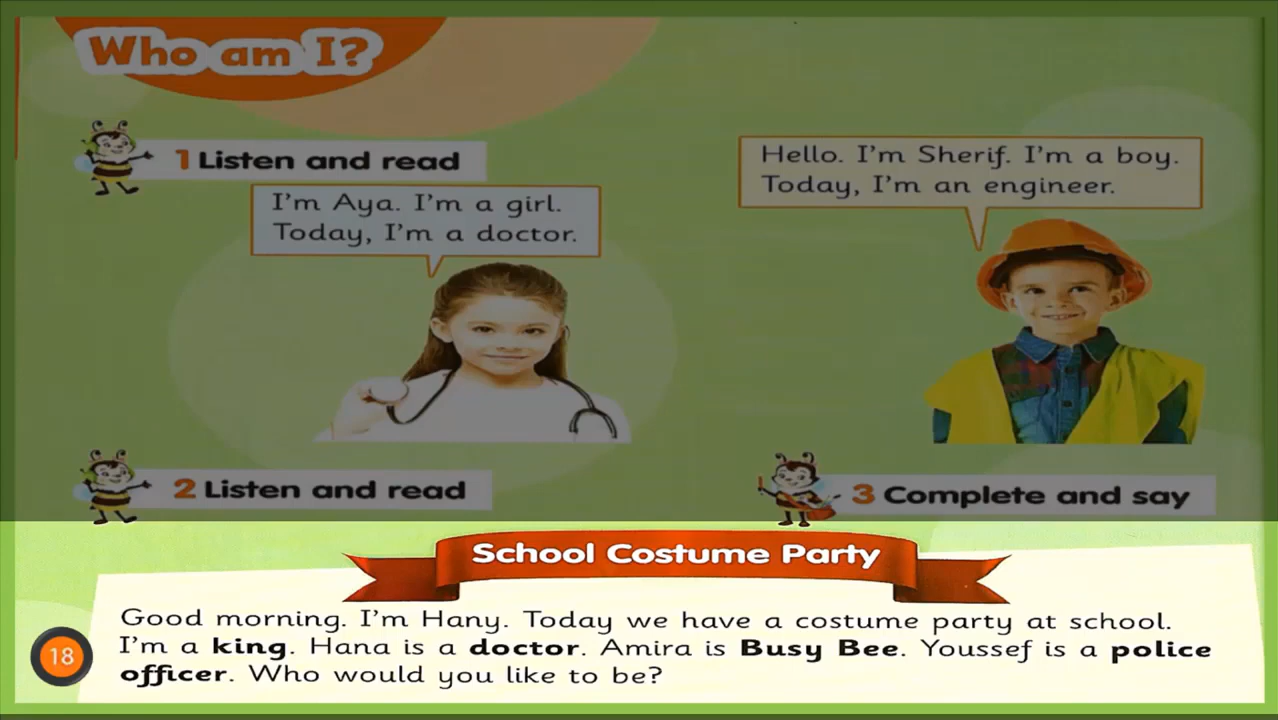 Who am I?
1 Listen and read
I'm Aya. I'm a girl.
Today, I'm a doctor.
Hello. I'm Sherif. I'm a boy.
Today, I'm an engineer.
2 Listen and read
3 Complete and say
School Costume Party
Good morning. I'm Hany. Today we have a costume party at school.
I'm a king. Hana is a doctor. Amira is Busy Bee. Youssef is a police
officer. Who would you like to be?
18